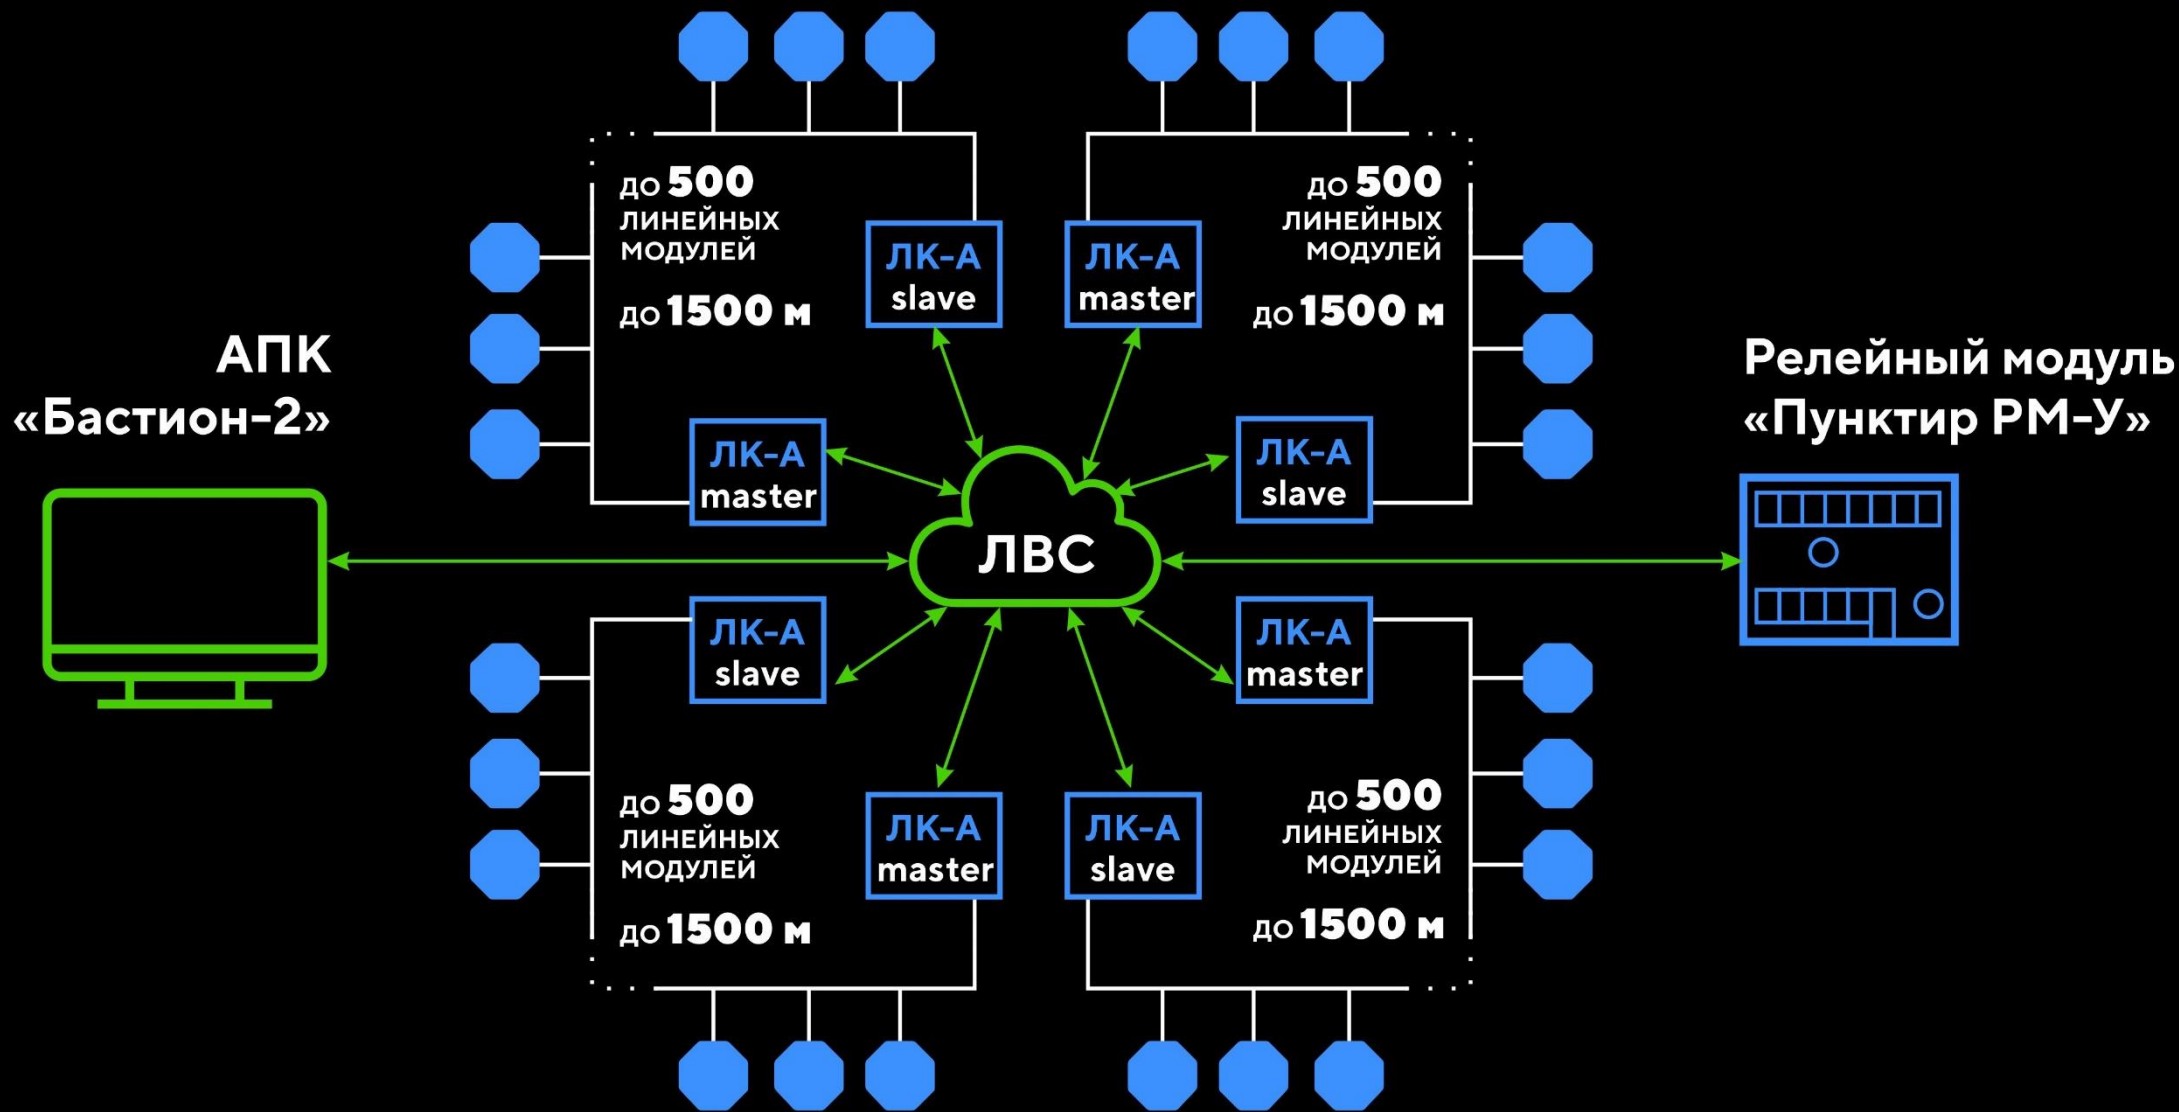 АПК
«Бастион-2»
до 500
ЛИНЕЙНЫХ
МОДУЛЕЙ
до 1500 м
ЛК-А
slave
ЛК-А
master
ЛК-А
master
до 500
ЛИНЕЙНЫХ
МОДУЛЕЙ
до 1500 м
ЛК-А
slave
Релейный модуль
«Пунктир РМ-У»
ЛВС
ЛК-А
slave
до 500
ЛИНЕЙНЫХ
МОДУЛЕЙ
до 1500 м
ЛК-А
master
ЛК-А
master
ЛК-А
slave
до 500
ЛИНЕЙНЫХ
МОДУЛЕЙ
до 1500 м